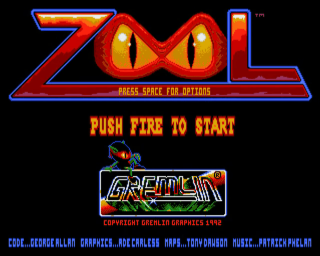 ZOOL™
PRESS SPACE FOR OPTIONS
PUSH FIRE TO START
GREMLIN®
COPYRIGHT GREMLIN GRAPHICS 1992
CODE...GEORGE ALLAN GRAPHICS...ADE CARLESS MAPS...TONY DAWSON MUSIC...PATRICK PHELAN